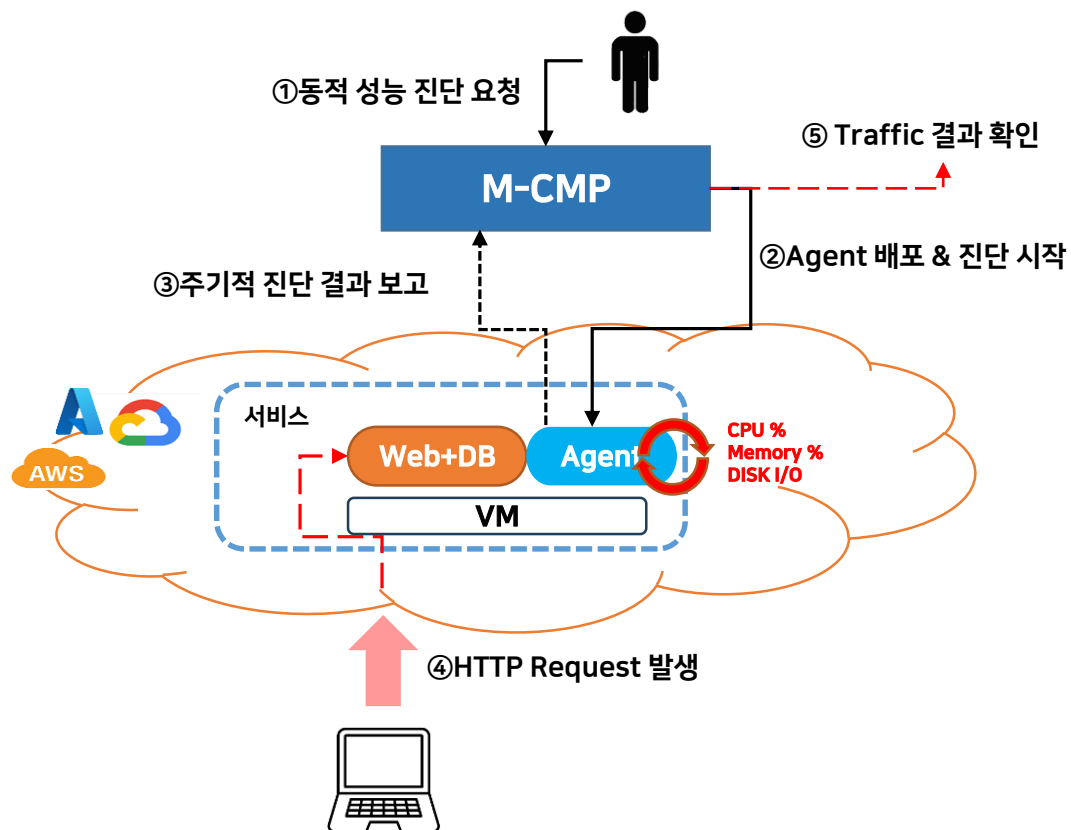 ①동적 성능 진단 요청
⑤ Traffic 결과 확인
M-CMP
②Agent 배포 & 진단 시작
③주기적 진단 결과 보고
서비스
AWS
Web+DB
Agent
CPU %
Memory %
DISK I/O
VM
④HTTP Request 발생